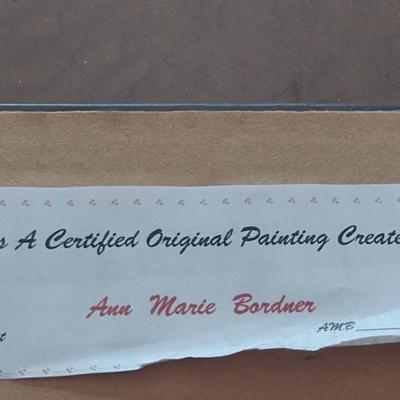 s A Certified Original Painting Create
Ann Marie Bordner
AMB
t